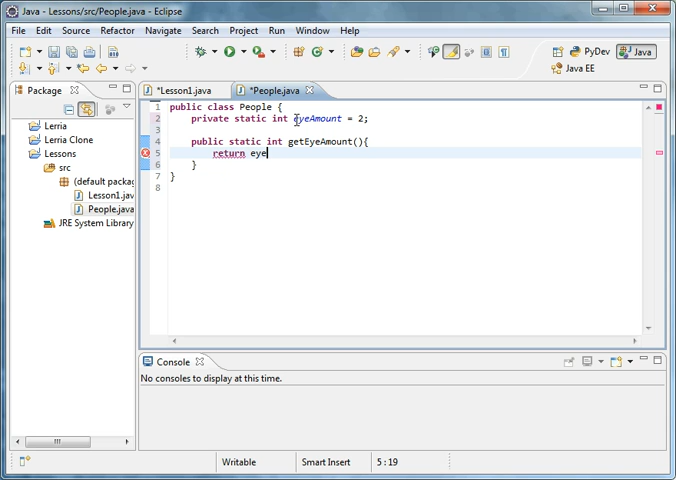 Java - Lessons/src/People.java - Eclipse
File Edit Source Refactor Navigate Search Project Run Window Help
PyDev Java
Java EE
Package
*Lesson1.java *People.java
Lerria
Lerria Clone
Lessons
src
(default packag
Lesson1.jav
People.java
JRE System Library
1 public class People {
2 private static int eyeAmount = 2;
3
4 public static int getEyeAmount(){
5 return eye
6 }
7 }
8
Console
No consoles to display at this time.
Writable Smart Insert 5 : 19